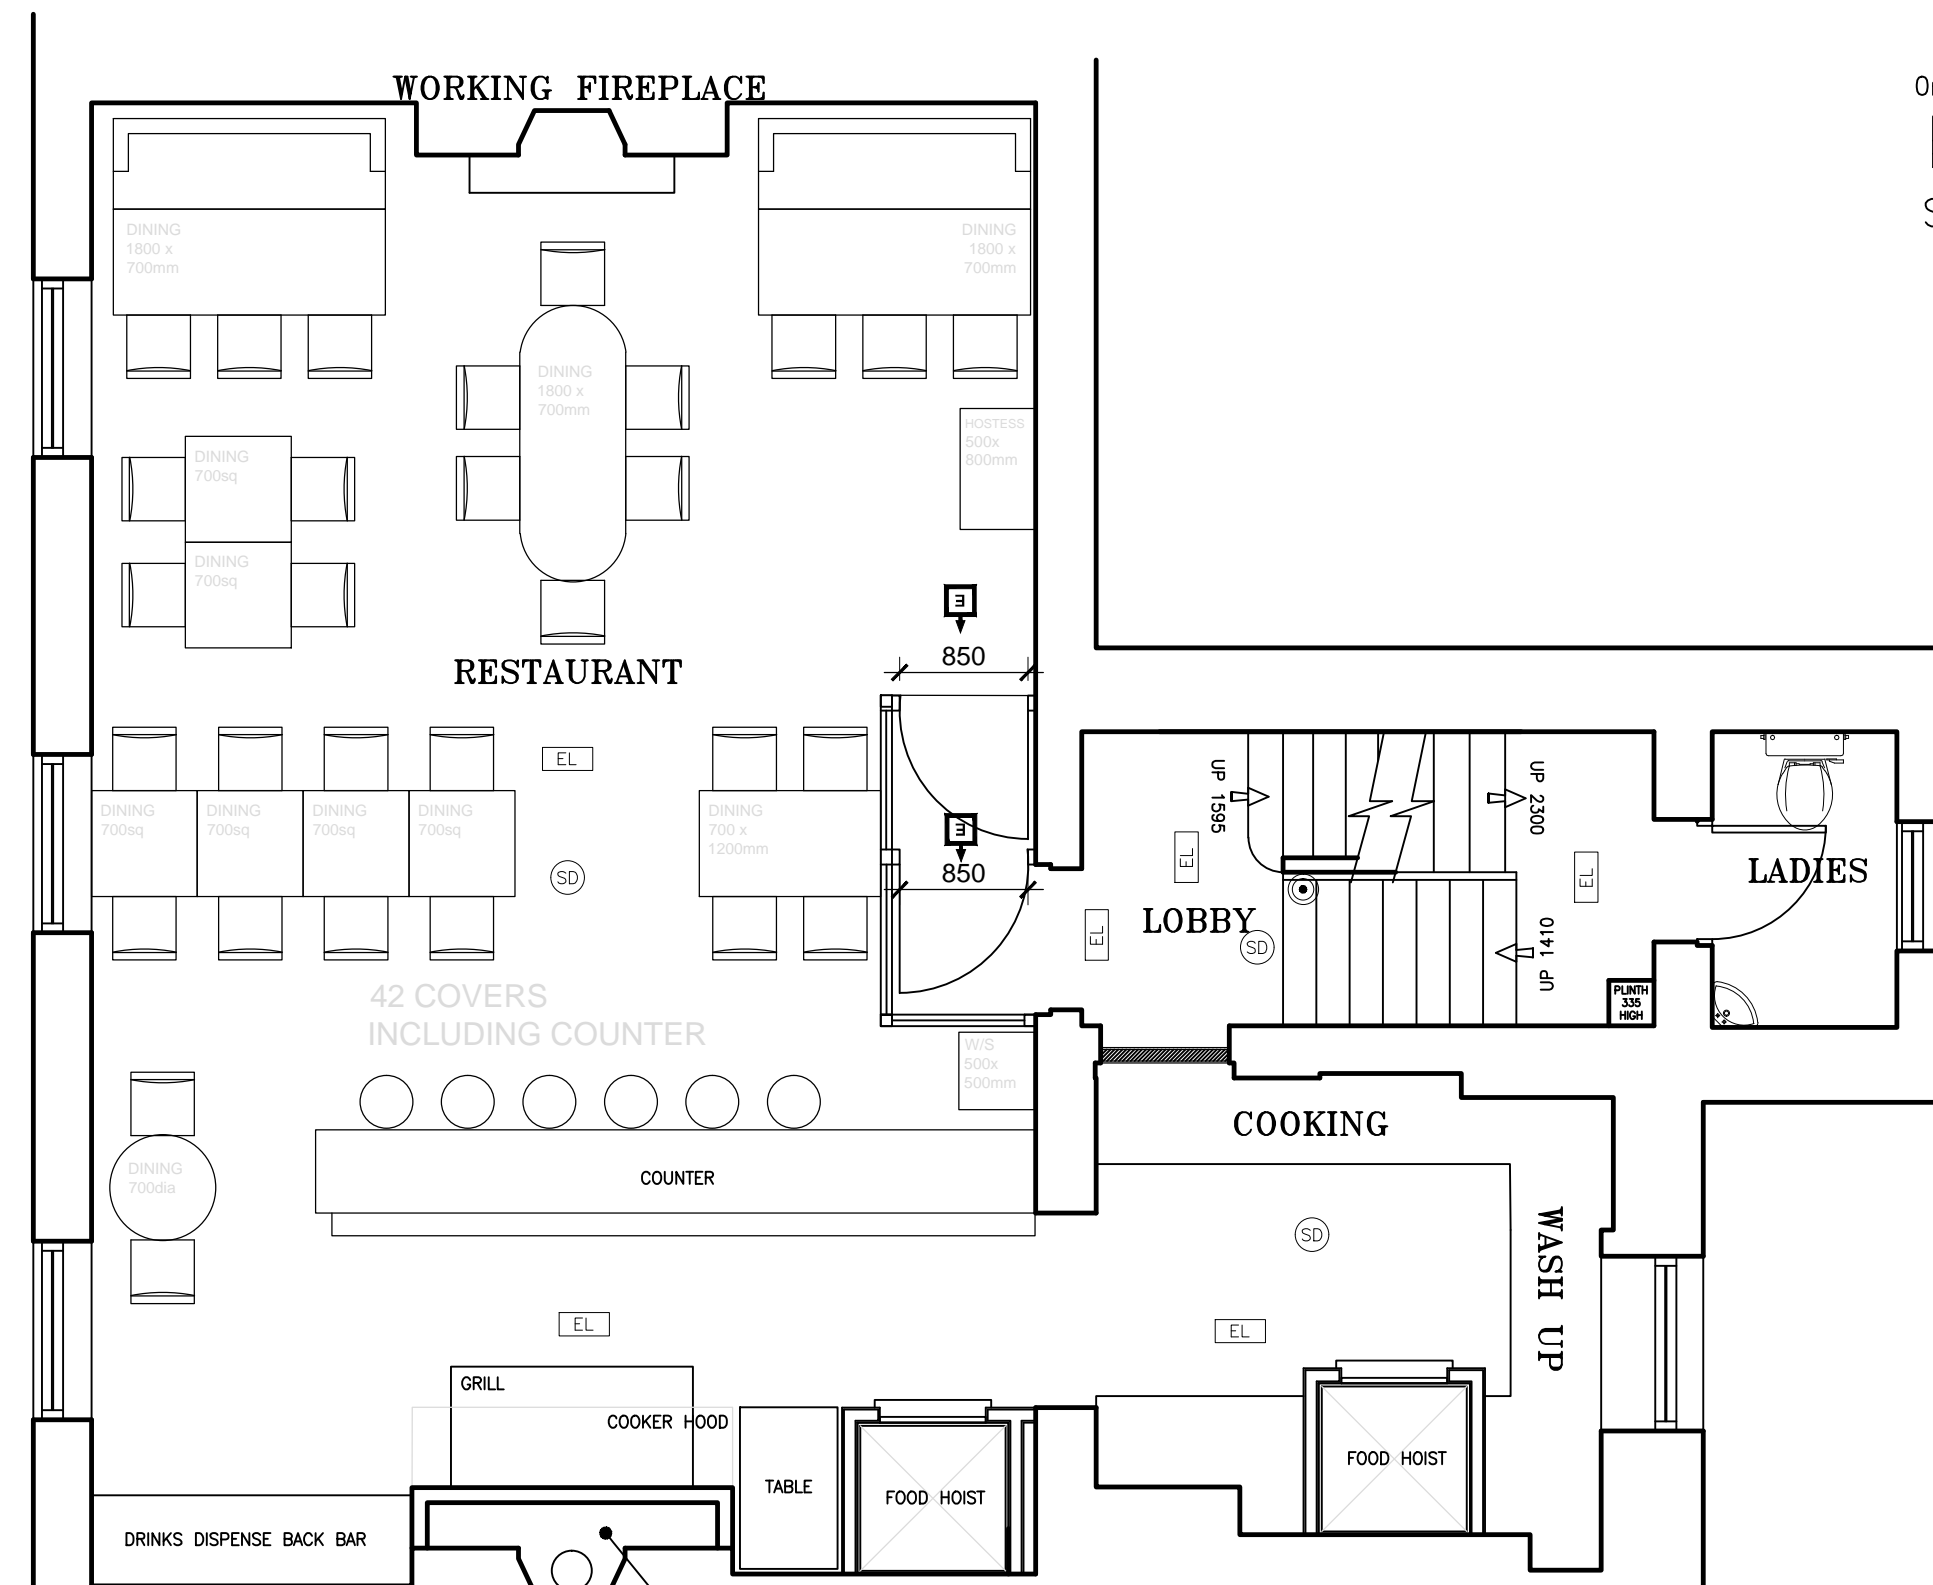 WORKING FIREPLACE
DINING
1800 x
700mm
DINING
1800 x
700mm
DINING
1800 x
700mm
HOSTESS
500x
800mm
DINING
700sq
DINING
700sq
E
850
RESTAURANT
EL
DINING
700sq
DINING
700sq
DINING
700sq
DINING
700sq
DINING
700 x
1200mm
SD
E
850
UP 1595
UP 2300
EL
EL
EL
LOBBY
SD
UP 1410
LADIES
PLINTH
335
HIGH
42 COVERS
INCLUDING COUNTER
W/S
500x
500mm
COOKING
DINING
700dia
COUNTER
SD
WASH UP
EL
EL
GRILL
COOKER HOOD
TABLE
FOOD HOIST
FOOD HOIST
DRINKS DISPENSE BACK BAR